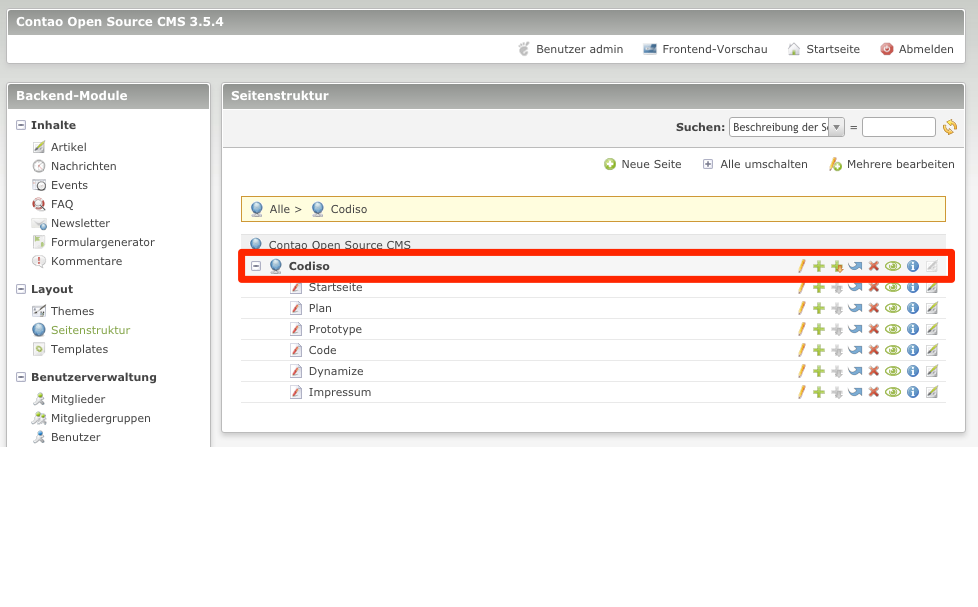 Contao Open Source CMS 3.5.4
Benutzer admin Frontend-Vorschau Startseite Abmelden
Backend-Module
Inhalte
Artikel
Nachrichten
Events
FAQ
Newsletter
Formulargenerator
Kommentare
Layout
Themes
Seitenstruktur
Templates
Benutzerverwaltung
Mitglieder
Mitgliedergruppen
Benutzer
Seitenstruktur
Suchen: Beschreibung der =
Neue Seite Alle umschalten Mehrere bearbeiten
Alle > Codiso
Contao Open Source CMS
Codiso
Startseite
Plan
Prototype
Code
Dynamize
Impressum